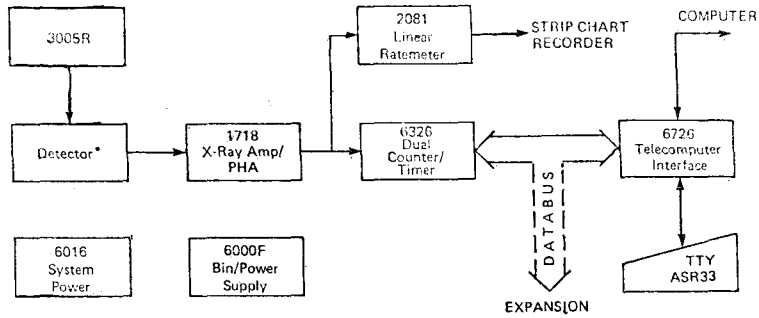 3005R
2081
Linear
Ratemeter
STRIP CHART
RECORDER
COMPUTER
Detector*
1718
X-Ray Amp/
PHA
6326
Dual
Counter/
Timer
6726
Telecomputer
Interface
DATABUS
6016
System
Power
6000F
Bin/Power
Supply
TTY
ASR33
EXPANSION